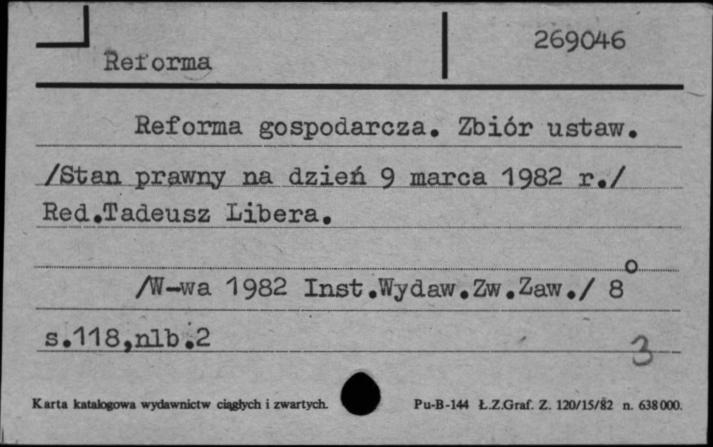 269046
Reforma
Reforma gospodarcza. Zbiór ustaw.
/Stan prawny na dzień 9 marca 1982 r./
Red.Tadeusz Libera.
/W-wa 1982 Inst.Wydaw.Zw.Zaw./ 8o
s.118,nlb.2
3
Karta katalogowa wydawnictw ciągłych i zwartych. Pu-B-144 Ł.Z.Graf. Z. 120/15/82 n. 638000.